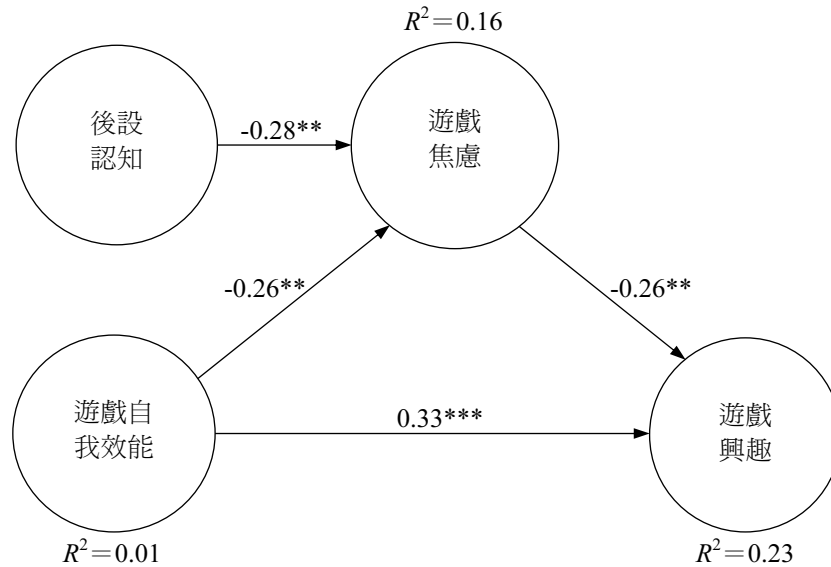 R²＝0.16
後設
認知
-0.28**
遊戲
焦慮
-0.26**
-0.26**
遊戲自
我效能
0.33***
遊戲
興趣
R²＝0.01
R²＝0.23